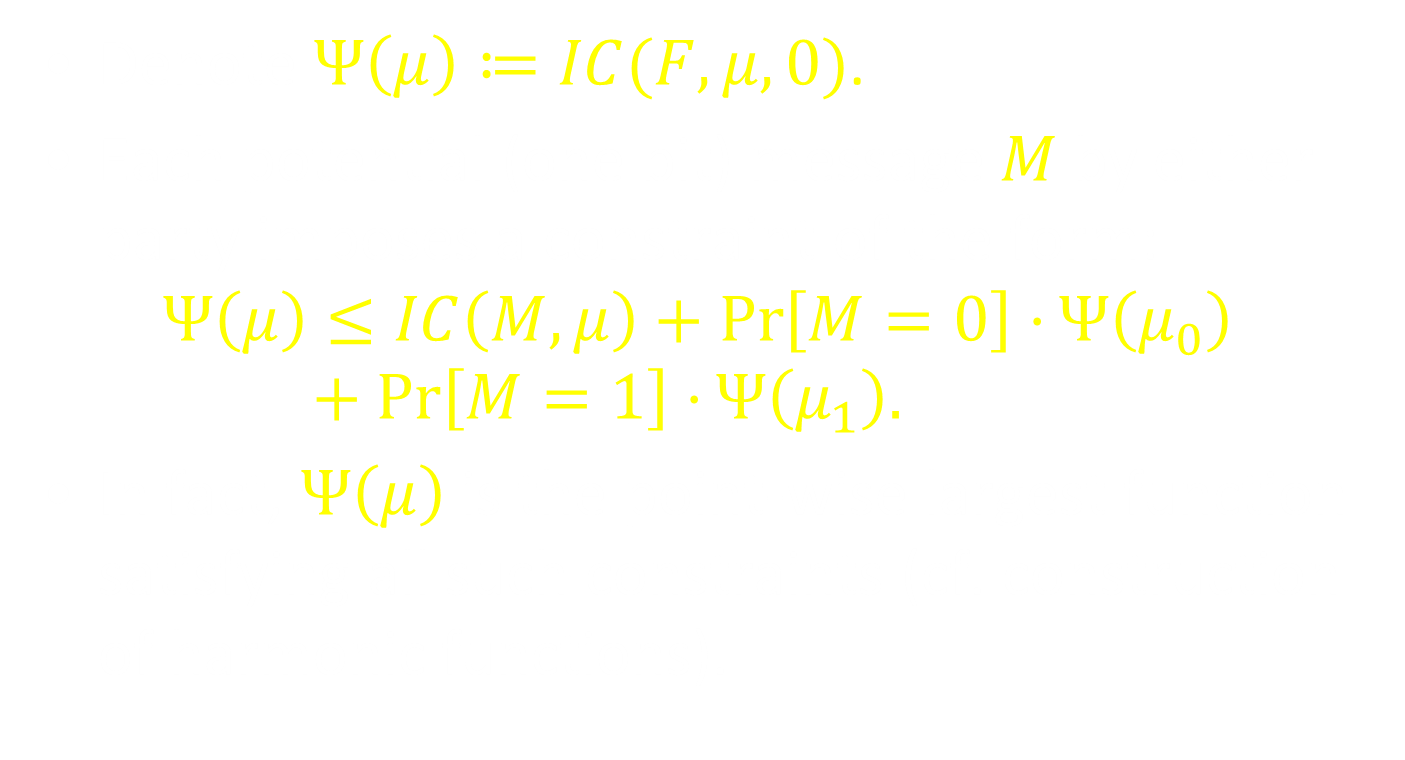 Ψ(μ) ≔ IC(F, μ, 0).
M
Ψ(μ) ≤ IC(M, μ) + Pr[M = 0] ⋅ Ψ(μ₀)
+ Pr[M = 1] ⋅ Ψ(μ₁).
Ψ(μ)